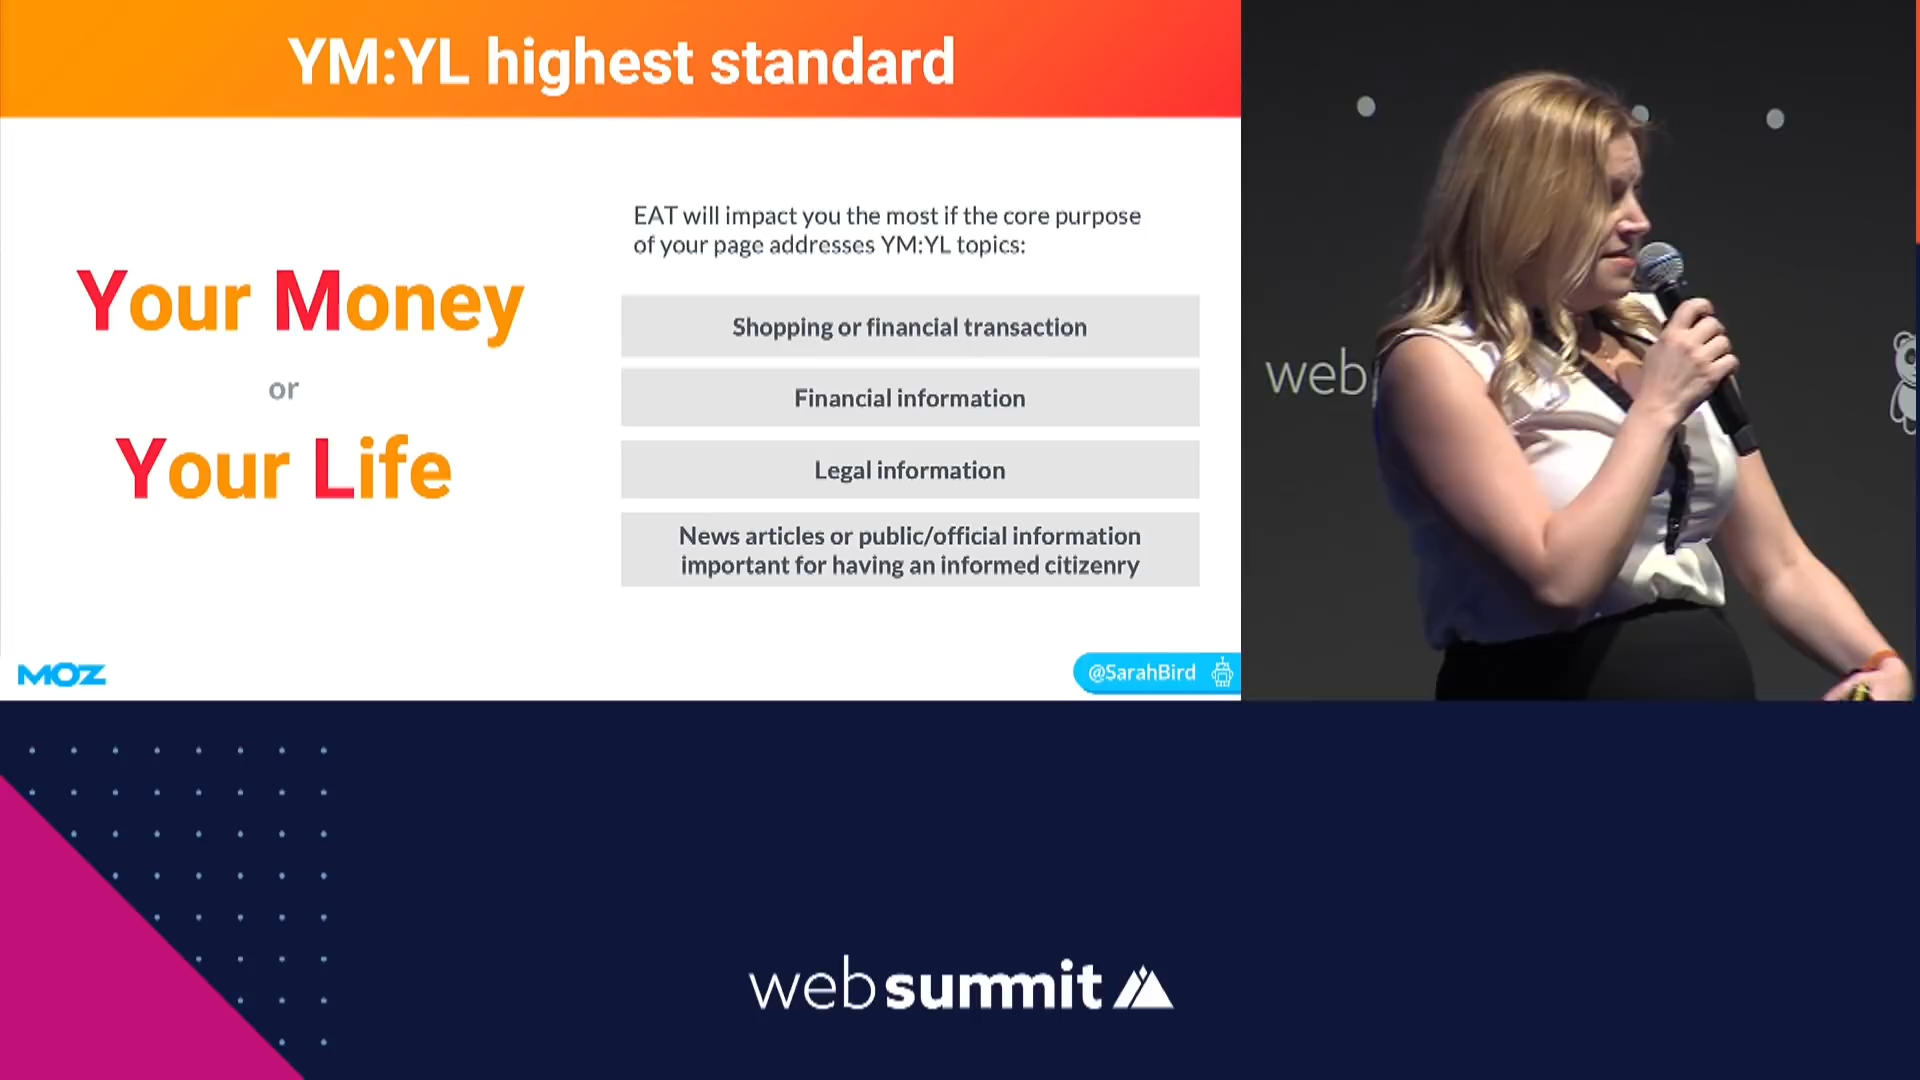 YM:YL highest standard
Your Money
or
Your Life
EAT will impact you the most if the core purpose
of your page addresses YM:YL topics:
Shopping or financial transaction
Financial information
Legal information
News articles or public/official information
important for having an informed citizenry
MOZ
@SarahBird
web
web summit